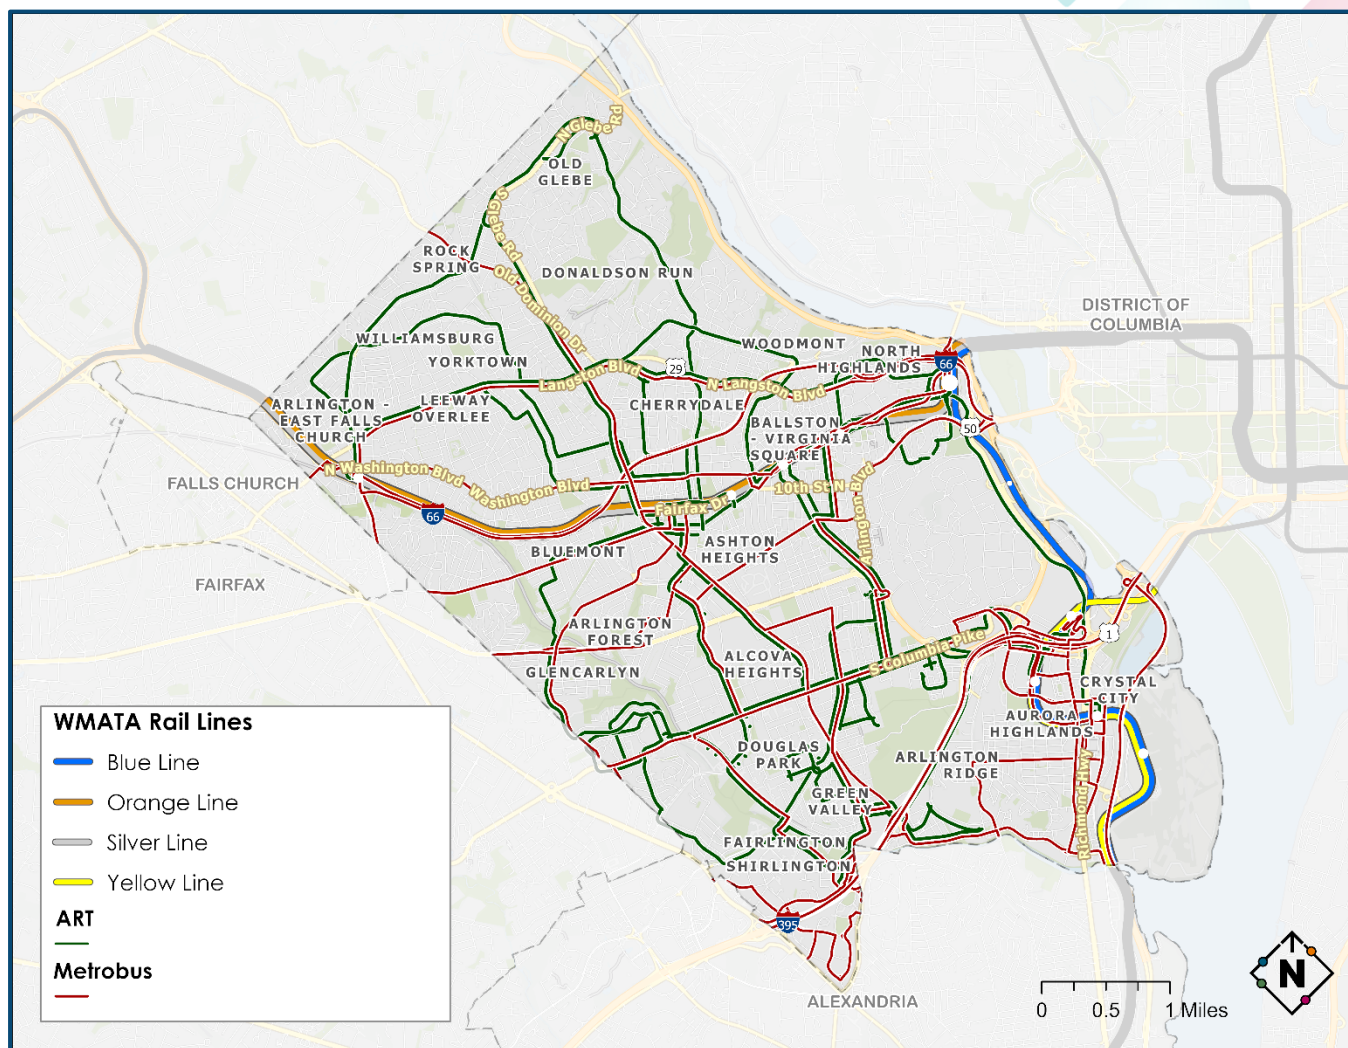 N Glebe Rd
OLD
GLEBE
S Glebe Rd
ROCK
SPRING
DONALDSON RUN
Old Dominion Dr
DISTRICT OF
COLUMBIA
WILLIAMSBURG
WOODMONT
NORTH
HIGHLANDS
66
YORKTOWN
29
Langston Blvd
N Langston Blvd
ARLINGTON -
EAST FALLS
CHURCH
LEEWAY
OVERLEE
CHERRYDALE
BALLSTON
- VIRGINIA
SQUARE
50
N Washington Blvd
Washington Blvd
10th St N
FALLS CHURCH
66
Fairfax Dr
Arlington Blvd
BLUEMONT
ASHTON
HEIGHTS
FAIRFAX
ARLINGTON
FOREST
1
S Columbia Pike
GLENCARLYN
ALCOVA
HEIGHTS
CRYSTAL
CITY
AURORA
HIGHLANDS
DOUGLAS
PARK
ARLINGTON
RIDGE
Richmond Hwy
GREEN
VALLEY
FAIRLINGTON
SHIRLINGTON
395
ALEXANDRIA
WMATA Rail Lines
Blue Line
Orange Line
Silver Line
Yellow Line
ART
Metrobus
0 0.5 1 Miles
N